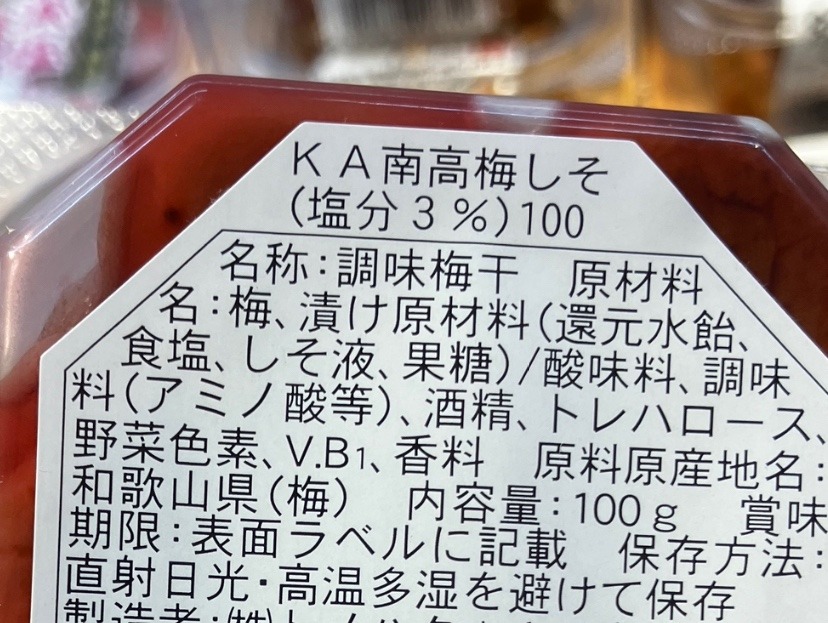 KA南高梅しそ
(塩分3%)100
名称:調味梅干 原材料
名:梅、漬け原材料(還元水飴、
食塩、しそ液、果糖)/酸味料、調味
料(アミノ酸等)、酒精、トレハロース、
野菜色素、V.B1、香料 原料原産地名:
和歌山県(梅) 内容量:100g 賞味
期限:表面ラベルに記載 保存方法:
直射日光・高温多湿を避けて保存
製造者:(株)